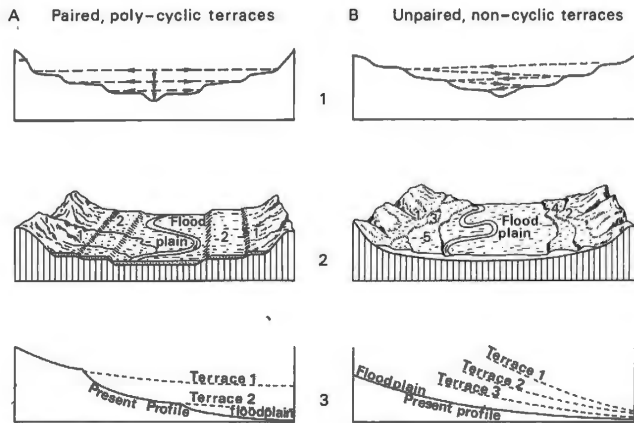 A Paired, poly-cyclic terraces
B Unpaired, non-cyclic terraces
1
1 2 Flood plain 2 1
1 3 5 Flood plain 4 2
2
Terrace 1
Terrace 2
Present Profile
floodplain
3
Terrace 1
Terrace 2
Terrace 3
Floodplain
Present profile